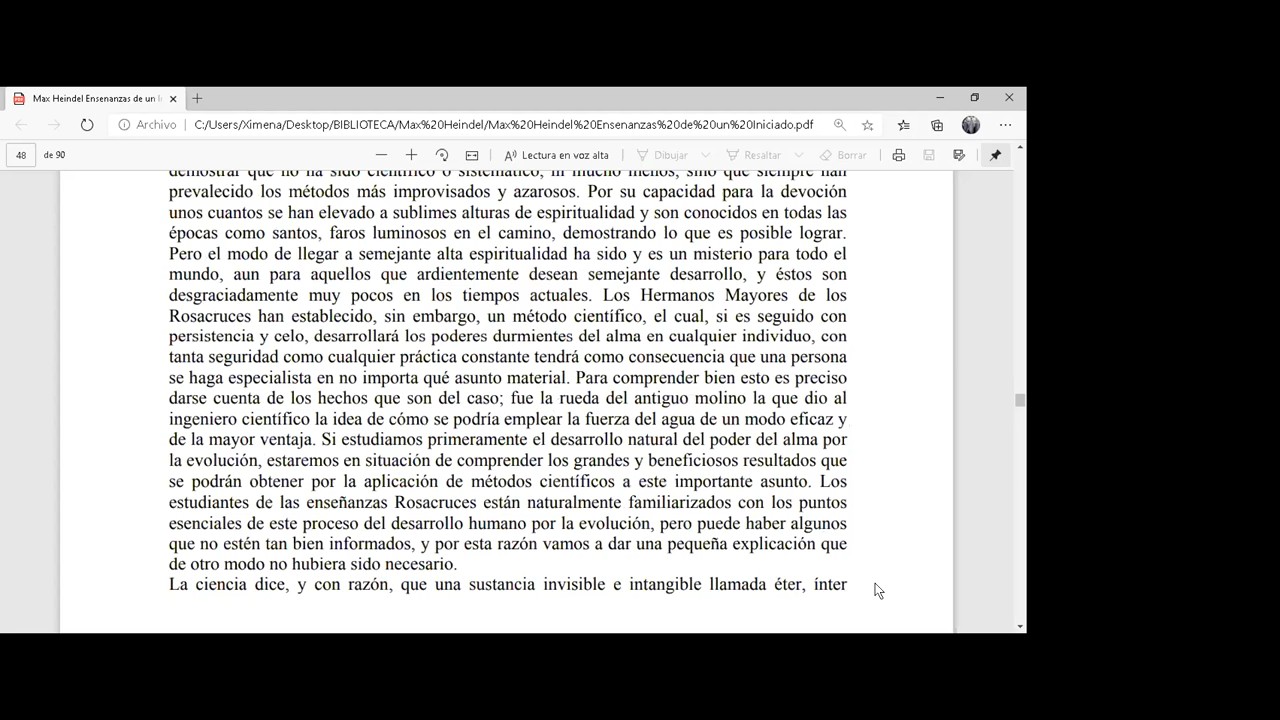 Max Heindel Ensenanzas de un I
Archivo
C:/Users/Ximena/Desktop/BIBLIOTECA/Max%20Heindel/Max%20Heindel%20Ensenanzas%20de%20un%20Iniciado.pdf
48 de 90
Lectura en voz alta
Dibujar
Resaltar
Borrar
demostrar que no ha sido científico o sistemático, ni mucho menos, sino que siempre han
prevalecido los métodos más improvisados y azarosos. Por su capacidad para la devoción
unos cuantos se han elevado a sublimes alturas de espiritualidad y son conocidos en todas las
épocas como santos, faros luminosos en el camino, demostrando lo que es posible lograr.
Pero el modo de llegar a semejante alta espiritualidad ha sido y es un misterio para todo el
mundo, aun para aquellos que ardientemente desean semejante desarrollo, y éstos son
desgraciadamente muy pocos en los tiempos actuales. Los Hermanos Mayores de los
Rosacruces han establecido, sin embargo, un método científico, el cual, si es seguido con
persistencia y celo, desarrollará los poderes durmientes del alma en cualquier individuo, con
tanta seguridad como cualquier práctica constante tendrá como consecuencia que una persona
se haga especialista en no importa qué asunto material. Para comprender bien esto es preciso
darse cuenta de los hechos que son del caso; fue la rueda del antiguo molino la que dio al
ingeniero científico la idea de cómo se podría emplear la fuerza del agua de un modo eficaz y
de la mayor ventaja. Si estudiamos primeramente el desarrollo natural del poder del alma por
la evolución, estaremos en situación de comprender los grandes y beneficiosos resultados que
se podrán obtener por la aplicación de métodos científicos a este importante asunto. Los
estudiantes de las enseñanzas Rosacruces están naturalmente familiarizados con los puntos
esenciales de este proceso del desarrollo humano por la evolución, pero puede haber algunos
que no estén tan bien informados, y por esta razón vamos a dar una pequeña explicación que
de otro modo no hubiera sido necesario.
La ciencia dice, y con razón, que una sustancia invisible e intangible llamada éter, ínter